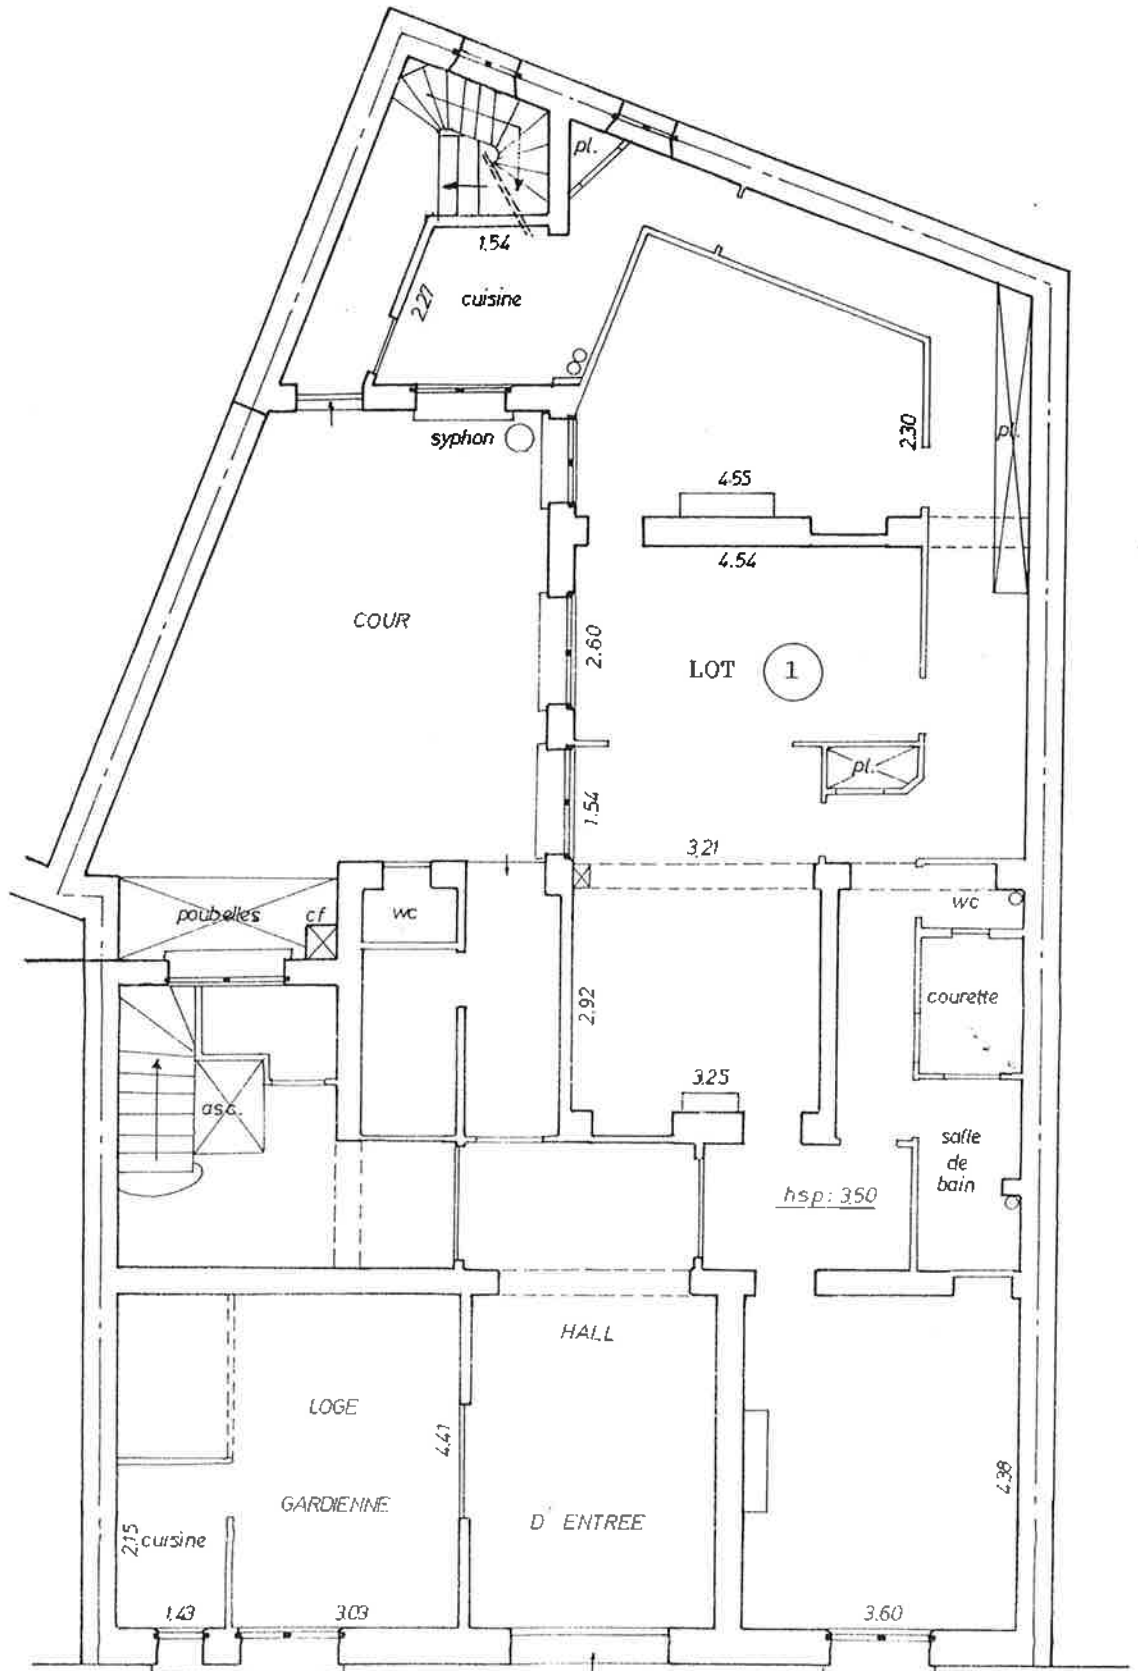 pl.
1.54
2.27
cuisine
syphon
2.30
pl.
4.55
4.54
COUR
2.60
LOT 1
pl.
1.54
3.21
poubelles
cf
wc
wc
2.92
courette
3.25
asc.
salle
de
bain
hsp: 3.50
HALL
LOGE
4.41
4.38
GARDIENNE
D' ENTREE
2.15
cuisine
1.43
3.03
3.60